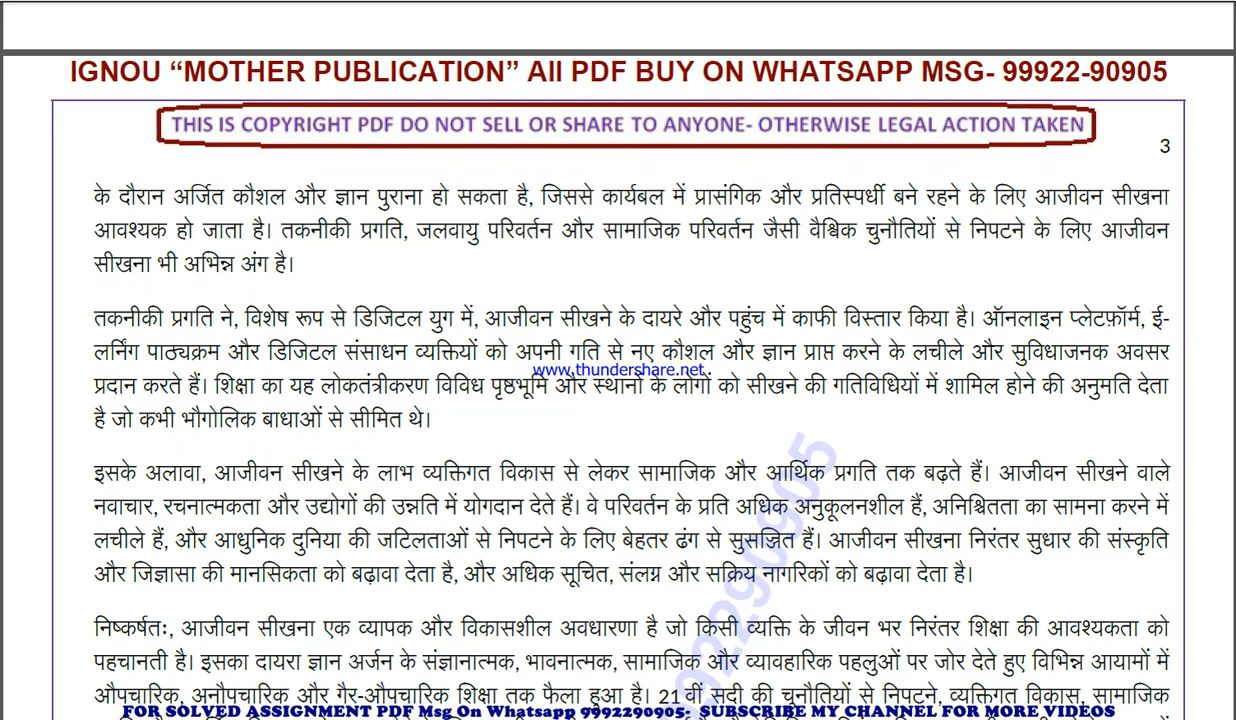 IGNOU “MOTHER PUBLICATION” All PDF BUY ON WHATSAPP MSG- 99922-90905
THIS IS COPYRIGHT PDF DO NOT SELL OR SHARE TO ANYONE- OTHERWISE LEGAL ACTION TAKEN
3
के दौरान अर्जित कौशल और ज्ञान पुराना हो सकता है, जिससे कार्यबल में प्रासंगिक और प्रतिस्पर्धी बने रहने के लिए आजीवन सीखना
आवश्यक हो जाता है। तकनीकी प्रगति, जलवायु परिवर्तन और सामाजिक परिवर्तन जैसी वैश्विक चुनौतियों से निपटने के लिए आजीवन
सीखना भी अभिन्न अंग है।
तकनीकी प्रगति ने, विशेष रूप से डिजिटल युग में, आजीवन सीखने के दायरे और पहुंच में काफी विस्तार किया है। ऑनलाइन प्लेटफ़ॉर्म, ई-
लर्निंग पाठ्यक्रम और डिजिटल संसाधन व्यक्तियों को अपनी गति से नए कौशल और ज्ञान प्राप्त करने के लचीले और सुविधाजनक अवसर
www.thundershare.net
प्रदान करते हैं। शिक्षा का यह लोकतंत्रीकरण विविध पृष्ठभूमि और स्थानों के लोगों को सीखने की गतिविधियों में शामिल होने की अनुमति देता
है जो कभी भौगोलिक बाधाओं से सीमित थे।
इसके अलावा, आजीवन सीखने के लाभ व्यक्तिगत विकास से लेकर सामाजिक और आर्थिक प्रगति तक बढ़ते हैं। आजीवन सीखने वाले
नवाचार, रचनात्मकता और उद्योगों की उन्नति में योगदान देते हैं। वे परिवर्तन के प्रति अधिक अनुकूलनशील हैं, अनिश्चितता का सामना करने में
लचीले हैं, और आधुनिक दुनिया की जटिलताओं से निपटने के लिए बेहतर ढंग से सुसज्जित हैं। आजीवन सीखना निरंतर सुधार की संस्कृति
और जिज्ञासा की मानसिकता को बढ़ावा देता है, और अधिक सूचित, संलग्न और सक्रिय नागरिकों को बढ़ावा देता है।
निष्कर्षतः, आजीवन सीखना एक व्यापक और विकासशील अवधारणा है जो किसी व्यक्ति के जीवन भर निरंतर शिक्षा की आवश्यकता को
पहचानती है। इसका दायरा ज्ञान अर्जन के संज्ञानात्मक, भावनात्मक, सामाजिक और व्यावहारिक पहलुओं पर जोर देते हुए विभिन्न आयामों में
औपचारिक, अनौपचारिक और गैर-औपचारिक शिक्षा तक फैला हुआ है। 21 वीं सदी की चुनौतियों से निपटने, व्यक्तिगत विकास, सामाजिक
FOR SOLVED ASSIGNMENT PDF Msg On Whatsapp 9992290905; SUBSCRIBE MY CHANNEL FOR MORE VIDEOS